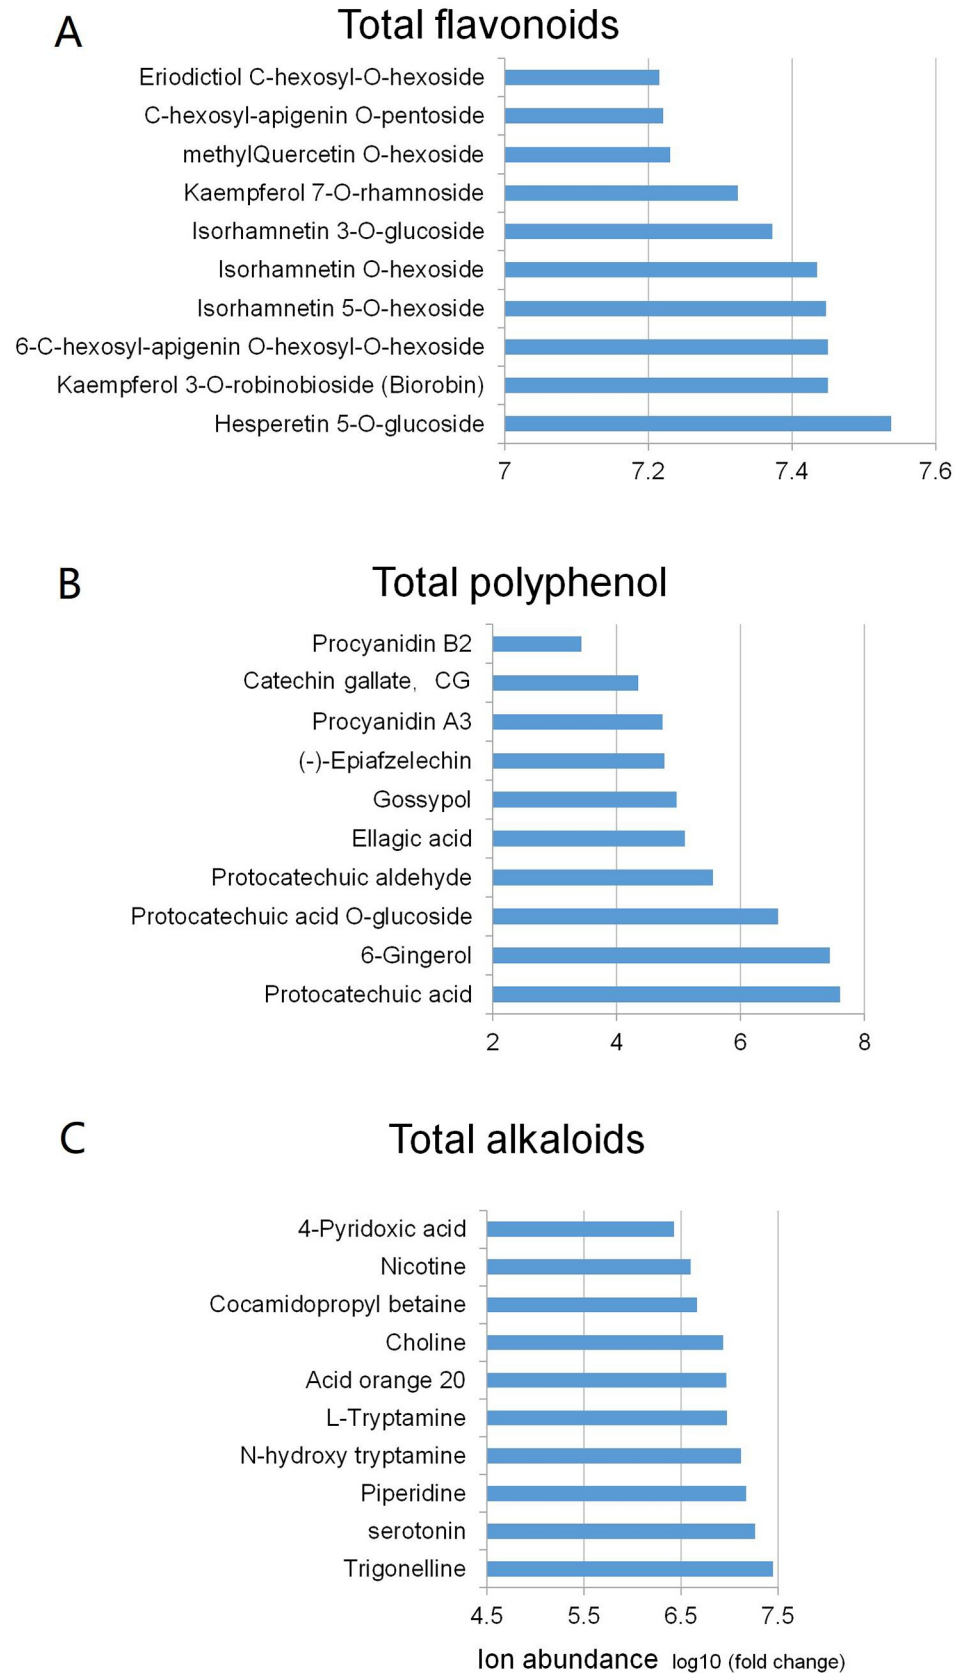 A
Total flavonoids
Eriodictiol C-hexosyl-O-hexoside
C-hexosyl-apigenin O-pentoside
methylQuercetin O-hexoside
Kaempferol 7-O-rhamnoside
Isorhamnetin 3-O-glucoside
Isorhamnetin O-hexoside
Isorhamnetin 5-O-hexoside
6-C-hexosyl-apigenin O-hexosyl-O-hexoside
Kaempferol 3-O-robinobioside (Biorobin)
Hesperetin 5-O-glucoside
7 7.2 7.4 7.6
B
Total polyphenol
Procyanidin B2
Catechin gallate, CG
Procyanidin A3
(-)-Epiafzelechin
Gossypol
Ellagic acid
Protocatechuic aldehyde
Protocatechuic acid O-glucoside
6-Gingerol
Protocatechuic acid
2 4 6 8
C
Total alkaloids
4-Pyridoxic acid
Nicotine
Cocamidopropyl betaine
Choline
Acid orange 20
L-Tryptamine
N-hydroxy tryptamine
Piperidine
serotonin
Trigonelline
4.5 5.5 6.5 7.5
Ion abundance log10 (fold change)